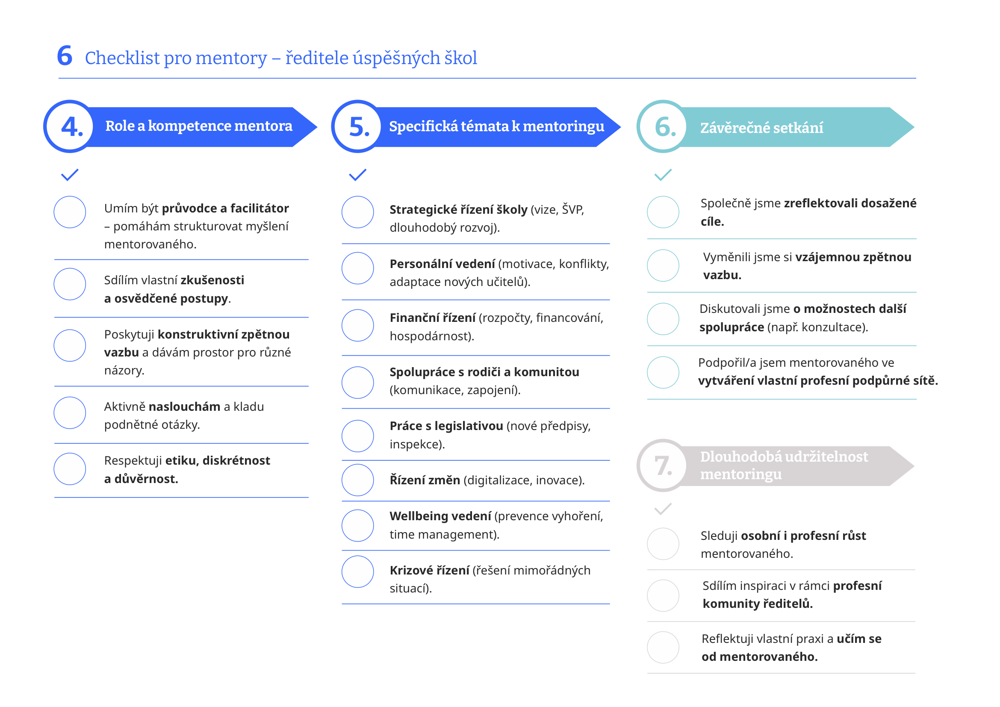 6 Checklist pro mentory – ředitele úspěšných škol
4. Role a kompetence mentora
Umím být průvodce a facilitátor
– pomáhám strukturovat myšlení
mentorovaného.
Sdílím vlastní zkušenosti
a osvědčené postupy.
Poskytuji konstruktivní zpětnou
vazbu a dávám prostor pro různé
názory.
Aktivně naslouchám a kladu
podnětné otázky.
Respektuji etiku, diskrétnost
a důvěrnost.
5. Specifická témata k mentoringu
Strategické řízení školy (vize, ŠVP,
dlouhodobý rozvoj).
Personální vedení (motivace, konflikty,
adaptace nových učitelů).
Finanční řízení (rozpočty, financování,
hospodárnost).
Spolupráce s rodiči a komunitou
(komunikace, zapojení).
Práce s legislativou (nové předpisy,
inspekce).
Řízení změn (digitalizace, inovace).
Wellbeing vedení (prevence vyhoření,
time management).
Krizové řízení (řešení mimořádných
situací).
6. Závěrečné setkání
Společně jsme zreflektovali dosažené
cíle.
Vyměnili jsme si vzájemnou zpětnou
vazbu.
Diskutovali jsme o možnostech další
spolupráce (např. konzultace).
Podpořil/a jsem mentorovaného ve
vytváření vlastní profesní podpůrné sítě.
7. Dlouhodobá udržitelnost
mentoringu
Sleduji osobní i profesní růst
mentorovaného.
Sdílím inspiraci v rámci profesní
komunity ředitelů.
Reflektuji vlastní praxi a učím se
od mentorovaného.